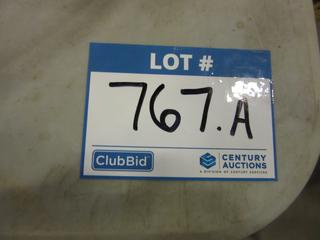 LOT #
767.A
ClubBid
CENTURY
AUCTIONS
A DIVISION OF CENTURY SERVICES